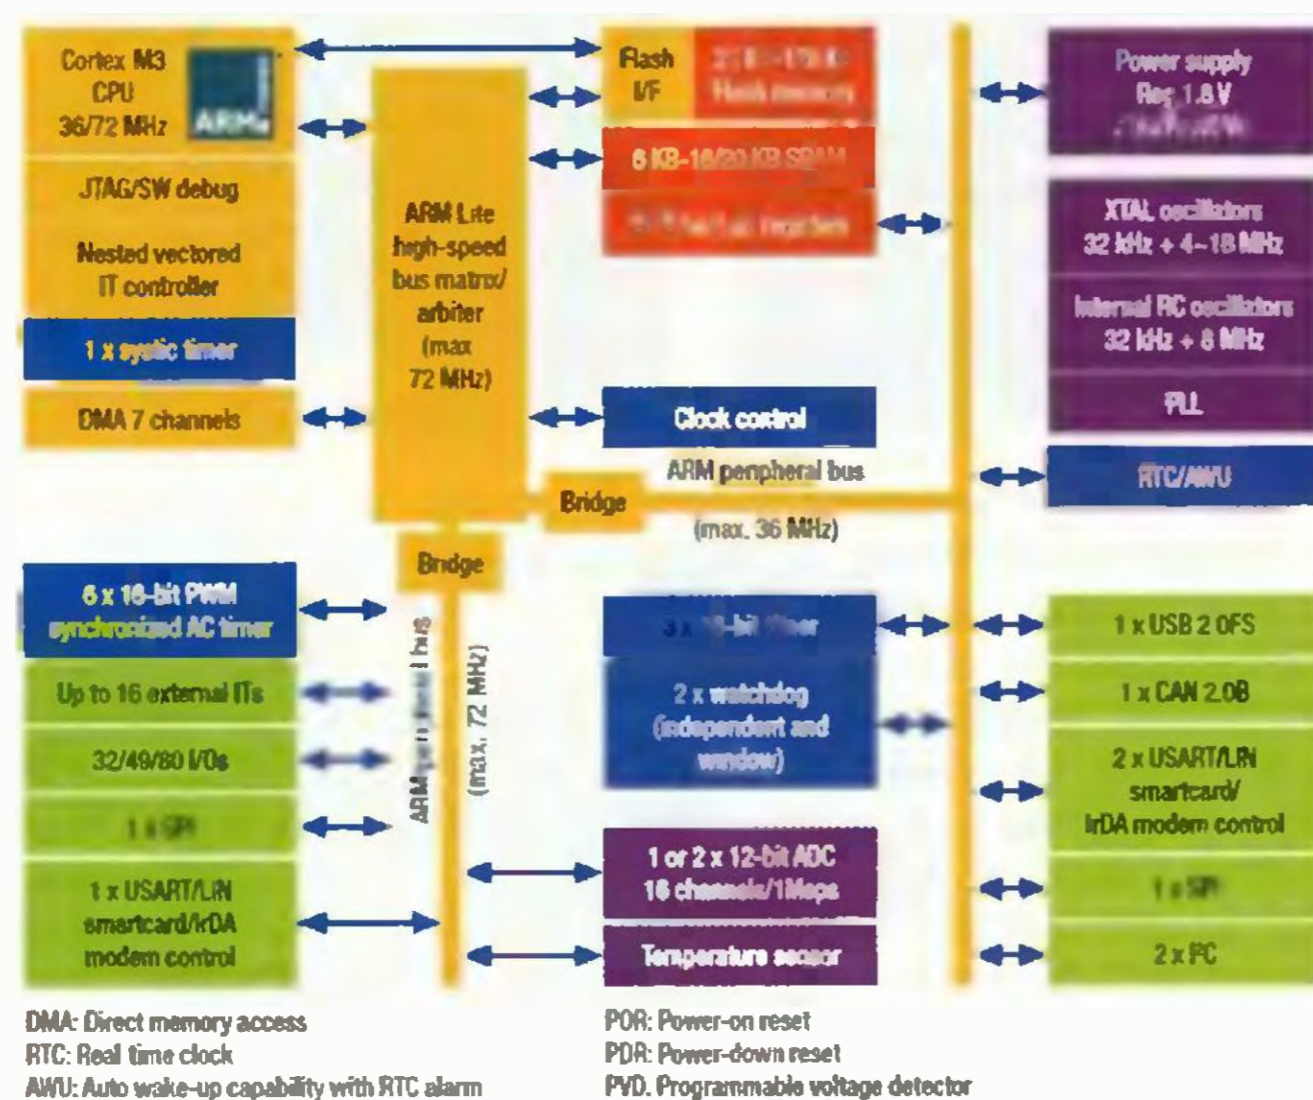 Cortex M3
CPU
36/72 MHz
ARM
JTAG/SW debug
Nested vectored
IT controller
1 x systic timer
DMA 7 channels
ARM Lite
high-speed
bus matrix/
arbiter
(max
72 MHz)
Flash
I/F
Flash memory
6 KB-16/20 KB SRAM
Clock control
ARM peripheral bus
(max. 36 MHz)
Bridge
Bridge
Power supply
Reg 1.8 V
XTAL oscillators
32 kHz + 4~16 MHz
Internal RC oscillators
32 kHz + 8 MHz
PLL
RTC/AWU
6 x 16-bit PWM
synchronized AC timer
Up to 16 external ITs
32/49/80 I/Os
1 x SPI
1 x USART/LIN
smartcard/IrDA
modem control
ARM peripheral bus
(max. 72 MHz)
3 x 16-bit timer
2 x watchdog
(independent and
window)
1 or 2 x 12-bit ADC
16 channels/1Msps
Temperature sensor
1 x USB 2 0FS
1 x CAN 2.0B
2 x USART/LIN
smartcard/
IrDA modem control
1 x SPI
2 x I²C
DMA: Direct memory access
RTC: Real time clock
AWU: Auto wake-up capability with RTC alarm
POR: Power-on reset
PDR: Power-down reset
PVD. Programmable voltage detector